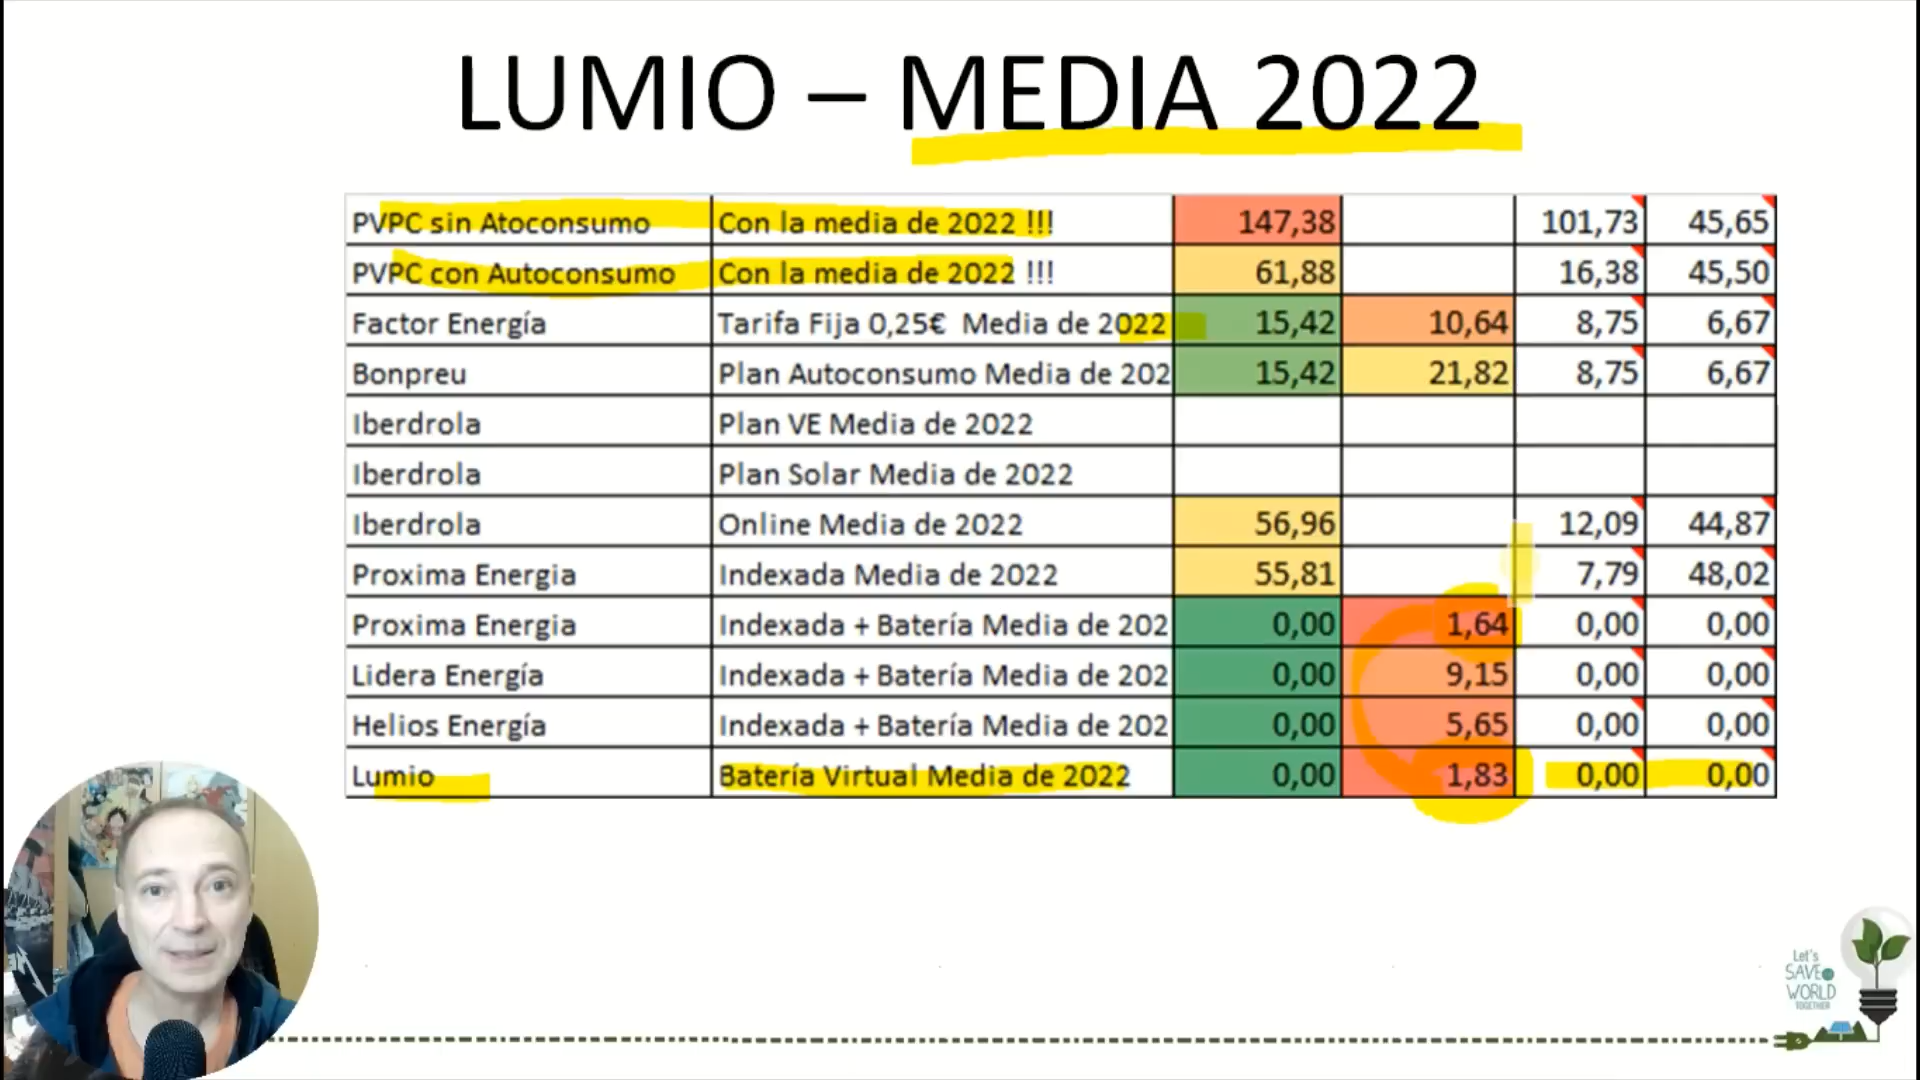 LUMIO – MEDIA 2022
PVPC sin Atoconsumo Con la media de 2022 !!! 147,38 101,73 45,65
PVPC con Autoconsumo Con la media de 2022 !!! 61,88 16,38 45,50
Factor Energía Tarifa Fija 0,25€ Media de 2022 15,42 10,64 8,75 6,67
Bonpreu Plan Autoconsumo Media de 202 15,42 21,82 8,75 6,67
Iberdrola Plan VE Media de 2022
Iberdrola Plan Solar Media de 2022
Iberdrola Online Media de 2022 56,96 12,09 44,87
Proxima Energia Indexada Media de 2022 55,81 7,79 48,02
Proxima Energia Indexada + Batería Media de 202 0,00 1,64 0,00 0,00
Lidera Energía Indexada + Batería Media de 202 0,00 9,15 0,00 0,00
Helios Energía Indexada + Batería Media de 202 0,00 5,65 0,00 0,00
Lumio Batería Virtual Media de 2022 0,00 1,83 0,00 0,00
Let's
SAVE
WORLD
TOGETHER